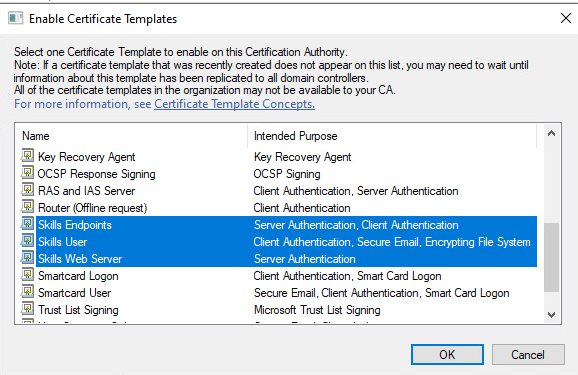 Enable Certificate Templates
Select one Certificate Template to enable on this Certification Authority.
Note: If a certificate template that was recently created does not appear on this list, you may need to wait until
information about this template has been replicated to all domain controllers.
All of the certificate templates in the organization may not be available to your CA.
For more information, see Certificate Template Concepts.
Name Intended Purpose
Key Recovery Agent Key Recovery Agent
OCSP Response Signing OCSP Signing
RAS and IAS Server Client Authentication, Server Authentication
Router (Offline request) Client Authentication
Skills Endpoints Server Authentication, Client Authentication
Skills User Client Authentication, Secure Email, Encrypting File System
Skills Web Server Server Authentication
Smartcard Logon Client Authentication, Smart Card Logon
Smartcard User Secure Email, Client Authentication, Smart Card Logon
Trust List Signing Microsoft Trust List Signing
OK Cancel